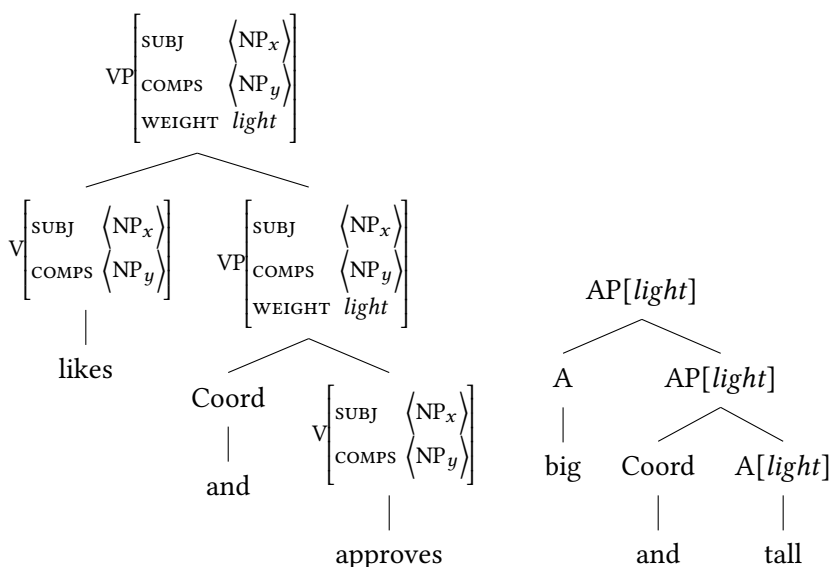 VP[SUBJ ⟨NPx⟩
COMPS ⟨NPy⟩
WEIGHT light]
V[SUBJ ⟨NPx⟩
COMPS ⟨NPy⟩]
likes
VP[SUBJ ⟨NPx⟩
COMPS ⟨NPy⟩
WEIGHT light]
Coord
and
V[SUBJ ⟨NPx⟩
COMPS ⟨NPy⟩]
approves
AP[light]
A
big
AP[light]
Coord
and
A[light]
tall